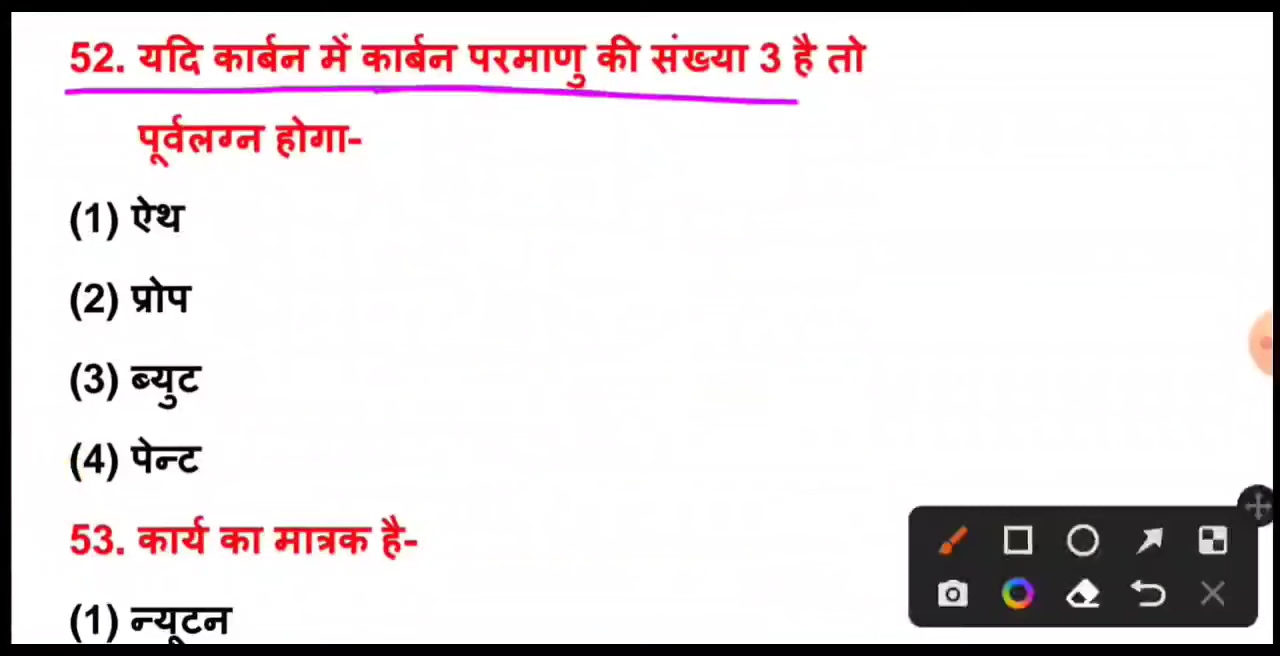 52. यदि कार्बन में कार्बन परमाणु की संख्या 3 है तो
पूर्वलग्न होगा-
(1) ऐथ
(2) प्रोप
(3) ब्युट
(4) पेन्ट
53. कार्य का मात्रक है-
(1) न्यूटन